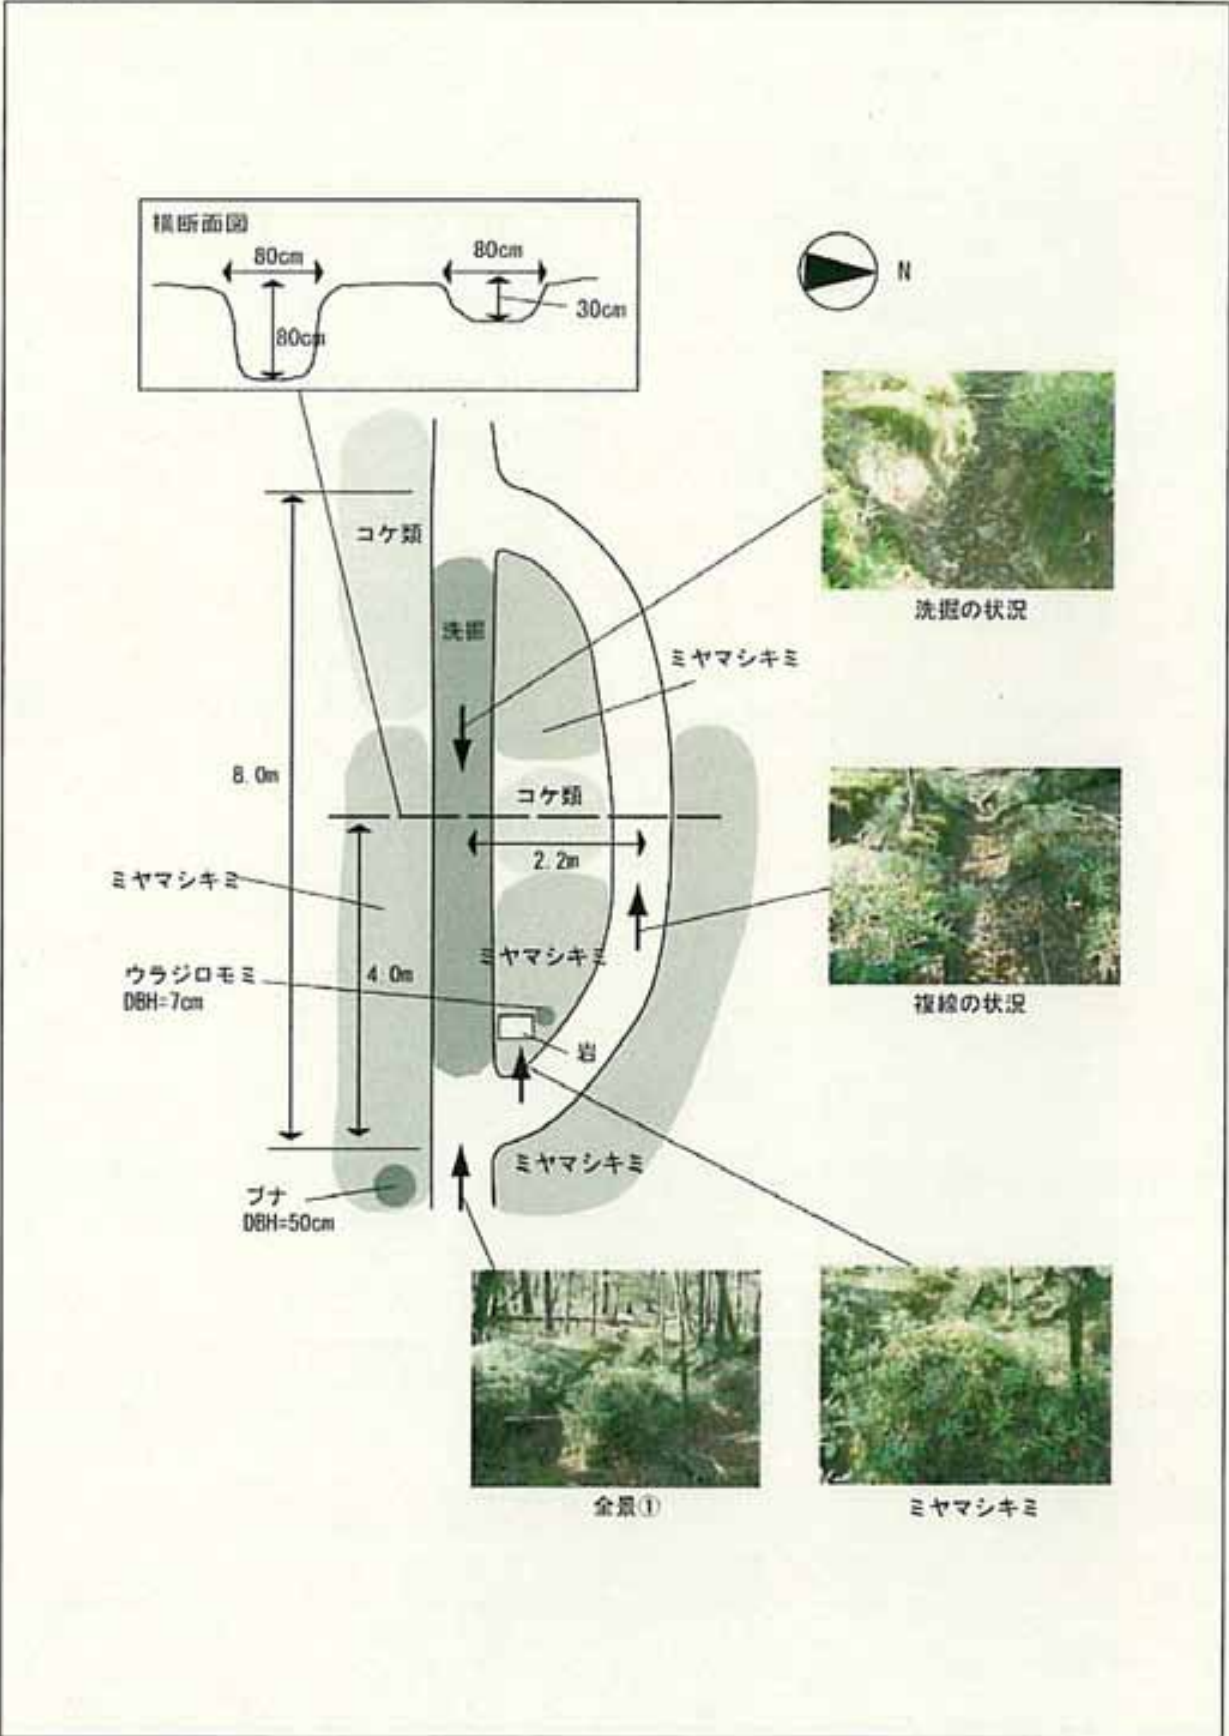 横断面図
80cm
80cm
80cm
30cm
N
コケ類
洗掘
洗掘の状況
ミヤマシキミ
8.0m
コケ類
2.2m
ミヤマシキミ
ミヤマシキミ
4.0m
ウラジロモミ
DBH=7cm
複線の状況
岩
ミヤマシキミ
ブナ
DBH=50cm
全景①
ミヤマシキミ